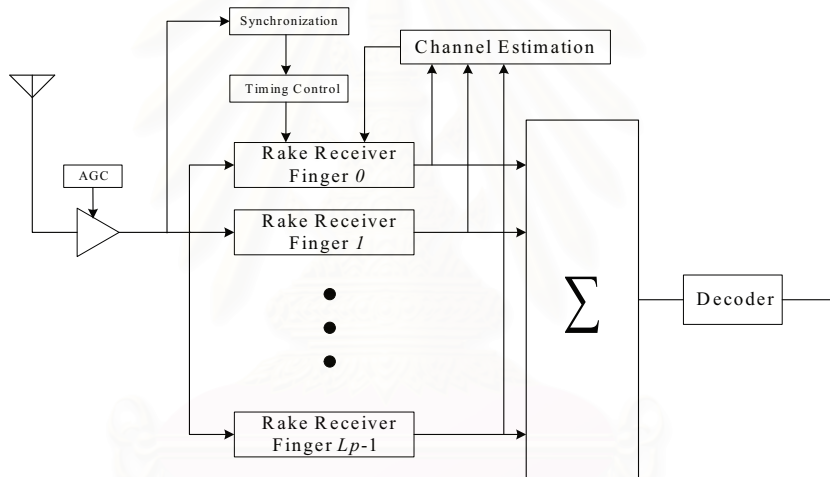 Synchronization
Channel Estimation
Timing Control
AGC
Rake Receiver
Finger 0
Rake Receiver
Finger 1
∑
Decoder
Rake Receiver
Finger Lp-1